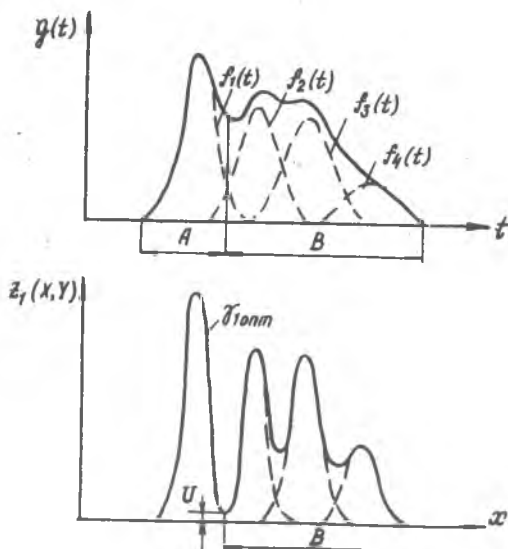 g(t)
f₁(t)
f₂(t)
f₃(t)
f₄(t)
t
A
B
z₁(X,Y)
γ₁опт
U
B
x